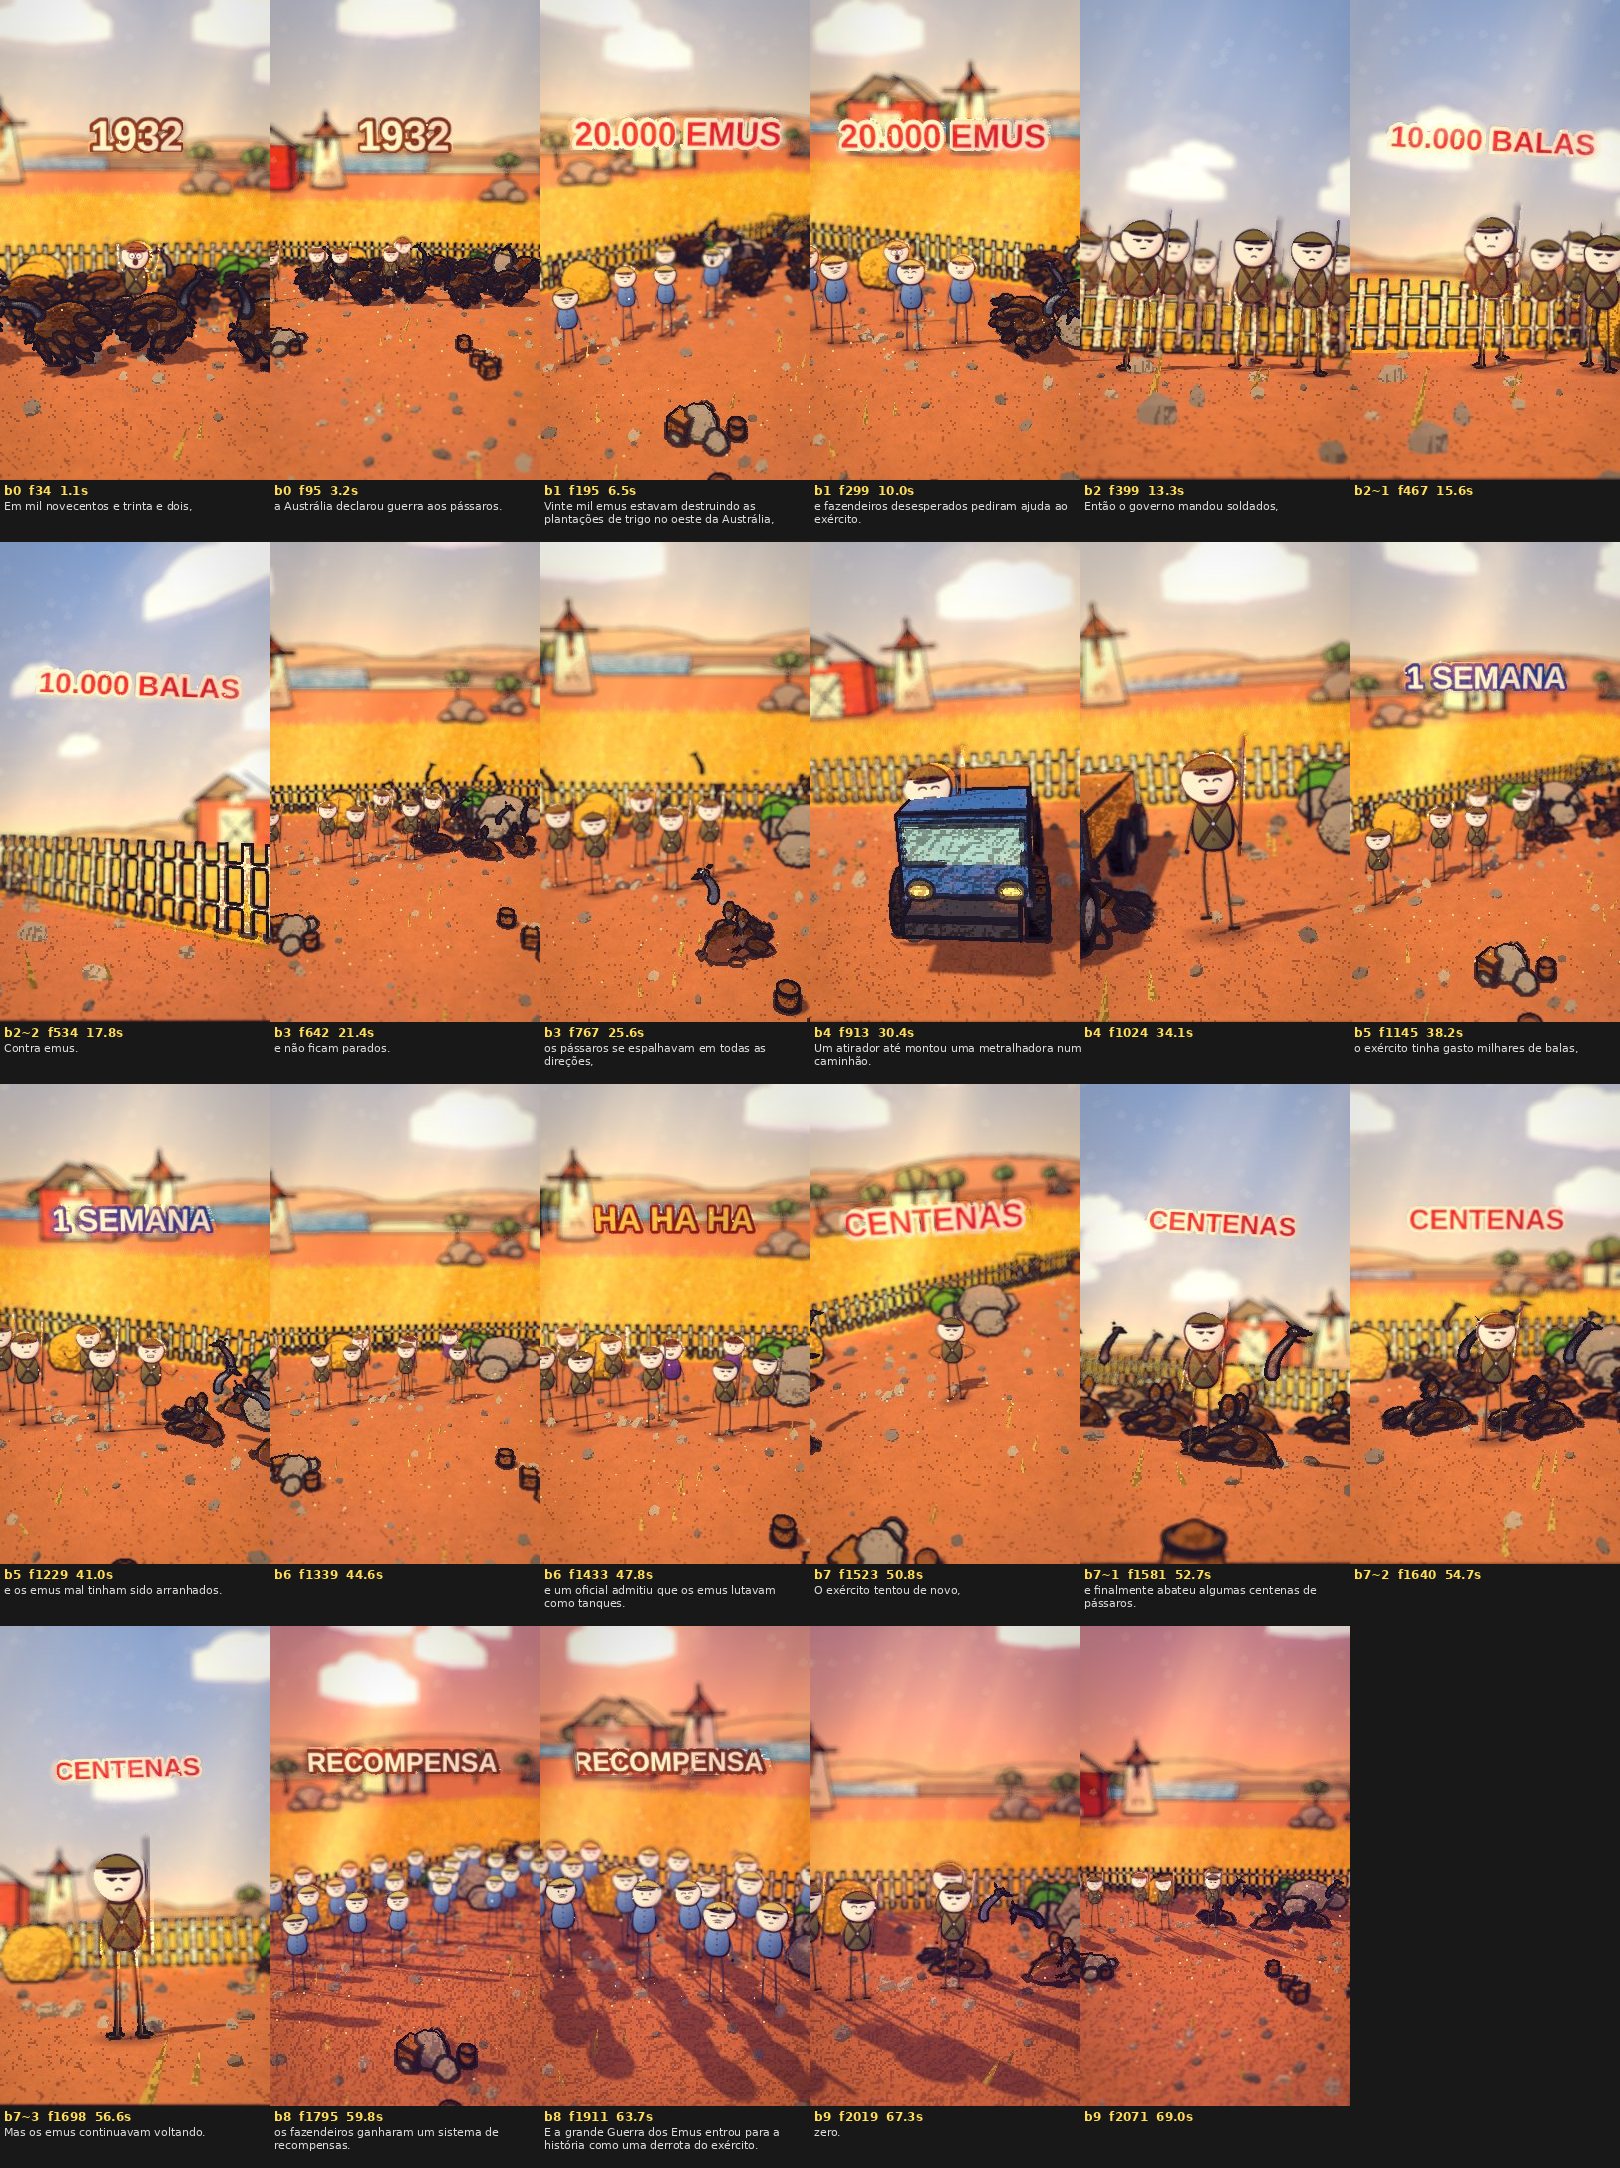 1932
1932
20.000 EMUS
20.000 EMUS
10.000 BALAS
b0 f34 1.1s
Em mil novecentos e trinta e dois,
b0 f95 3.2s
a Austrália declarou guerra aos pássaros.
b1 f195 6.5s
Vinte mil emus estavam destruindo as
plantações de trigo no oeste da Austrália,
b1 f299 10.0s
e fazendeiros desesperados pediram ajuda ao
exército.
b2 f399 13.3s
Então o governo mandou soldados,
b2~1 f467 15.6s
10.000 BALAS
1 SEMANA
b2~2 f534 17.8s
Contra emus.
b3 f642 21.4s
e não ficam parados.
b3 f767 25.6s
os pássaros se espalhavam em todas as
direções,
b4 f913 30.4s
Um atirador até montou uma metralhadora num
caminhão.
b4 f1024 34.1s
b5 f1145 38.2s
o exército tinha gasto milhares de balas,
1 SEMANA
HA HA HA
CENTENAS
CENTENAS
CENTENAS
b5 f1229 41.0s
e os emus mal tinham sido arranhados.
b6 f1339 44.6s
b6 f1433 47.8s
e um oficial admitiu que os emus lutavam
como tanques.
b7 f1523 50.8s
O exército tentou de novo,
b7~1 f1581 52.7s
e finalmente abateu algumas centenas de
pássaros.
b7~2 f1640 54.7s
CENTENAS
RECOMPENSA
RECOMPENSA
b7~3 f1698 56.6s
Mas os emus continuavam voltando.
b8 f1795 59.8s
os fazendeiros ganharam um sistema de
recompensas.
b8 f1911 63.7s
E a grande Guerra dos Emus entrou para a
história como uma derrota do exército.
b9 f2019 67.3s
zero.
b9 f2071 69.0s